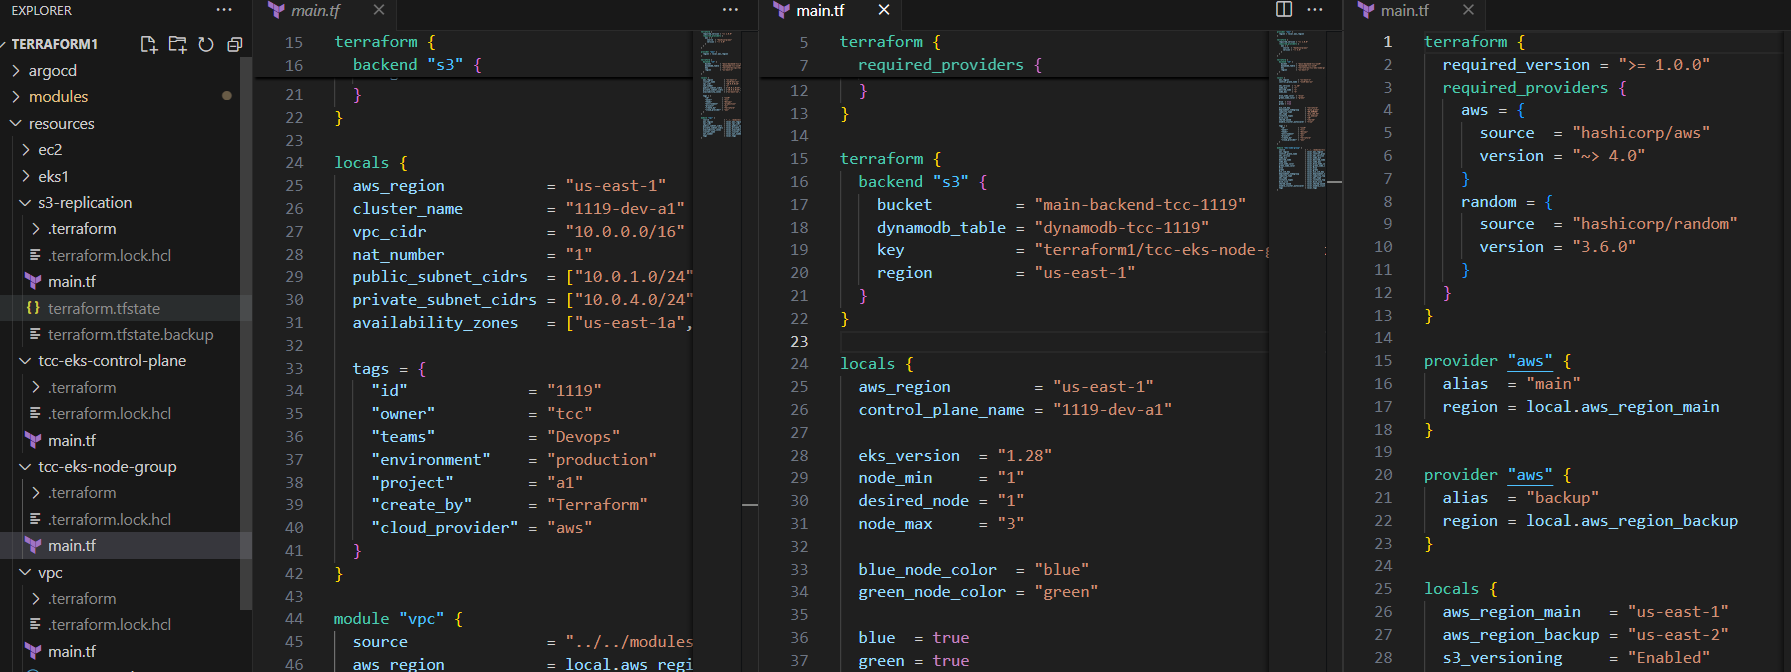 EXPLORER
TERRAFORM1
argocd
modules
resources
ec2
eks1
s3-replication
.terraform
.terraform.lock.hcl
main.tf
terraform.tfstate
terraform.tfstate.backup
tcc-eks-control-plane
.terraform
.terraform.lock.hcl
main.tf
tcc-eks-node-group
.terraform
.terraform.lock.hcl
main.tf
vpc
.terraform
.terraform.lock.hcl
main.tf
main.tf
15 terraform {
16 backend "s3" {
21 }
22 }
23
24 locals {
25 aws_region = "us-east-1"
26 cluster_name = "1119-dev-a1"
27 vpc_cidr = "10.0.0.0/16"
28 nat_number = "1"
29 public_subnet_cidrs = ["10.0.1.0/24"
30 private_subnet_cidrs = ["10.0.4.0/24"
31 availability_zones = ["us-east-1a",
32
33 tags = {
34 "id" = "1119"
35 "owner" = "tcc"
36 "teams" = "Devops"
37 "environment" = "production"
38 "project" = "a1"
39 "create_by" = "Terraform"
40 "cloud_provider" = "aws"
41 }
42 }
43
44 module "vpc" {
45 source = "../../modules
46 aws_region = local.aws_regi
main.tf
5 terraform {
7 required_providers {
12 }
13 }
14
15 terraform {
16 backend "s3" {
17 bucket = "main-backend-tcc-1119"
18 dynamodb_table = "dynamodb-tcc-1119"
19 key = "terraform1/tcc-eks-node-g
20 region = "us-east-1"
21 }
22 }
23
24 locals {
25 aws_region = "us-east-1"
26 control_plane_name = "1119-dev-a1"
27
28 eks_version = "1.28"
29 node_min = "1"
30 desired_node = "1"
31 node_max = "3"
32
33 blue_node_color = "blue"
34 green_node_color = "green"
35
36 blue = true
37 green = true
main.tf
1 terraform {
2 required_version = ">= 1.0.0"
3 required_providers {
4 aws = {
5 source = "hashicorp/aws"
6 version = "~> 4.0"
7 }
8 random = {
9 source = "hashicorp/random"
10 version = "3.6.0"
11 }
12 }
13 }
14
15 provider "aws" {
16 alias = "main"
17 region = local.aws_region_main
18 }
19
20 provider "aws" {
21 alias = "backup"
22 region = local.aws_region_backup
23 }
24
25 locals {
26 aws_region_main = "us-east-1"
27 aws_region_backup = "us-east-2"
28 s3_versioning = "Enabled"